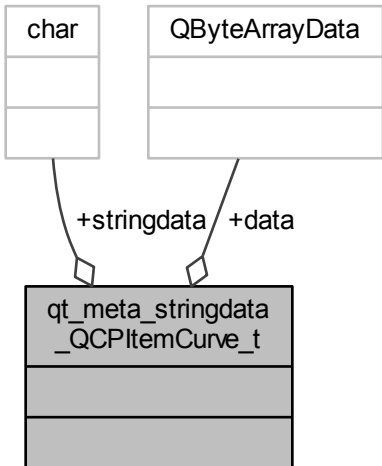 char
QByteArrayData
+stringdata
+data
qt_meta_stringdata
_QCPItemCurve_t